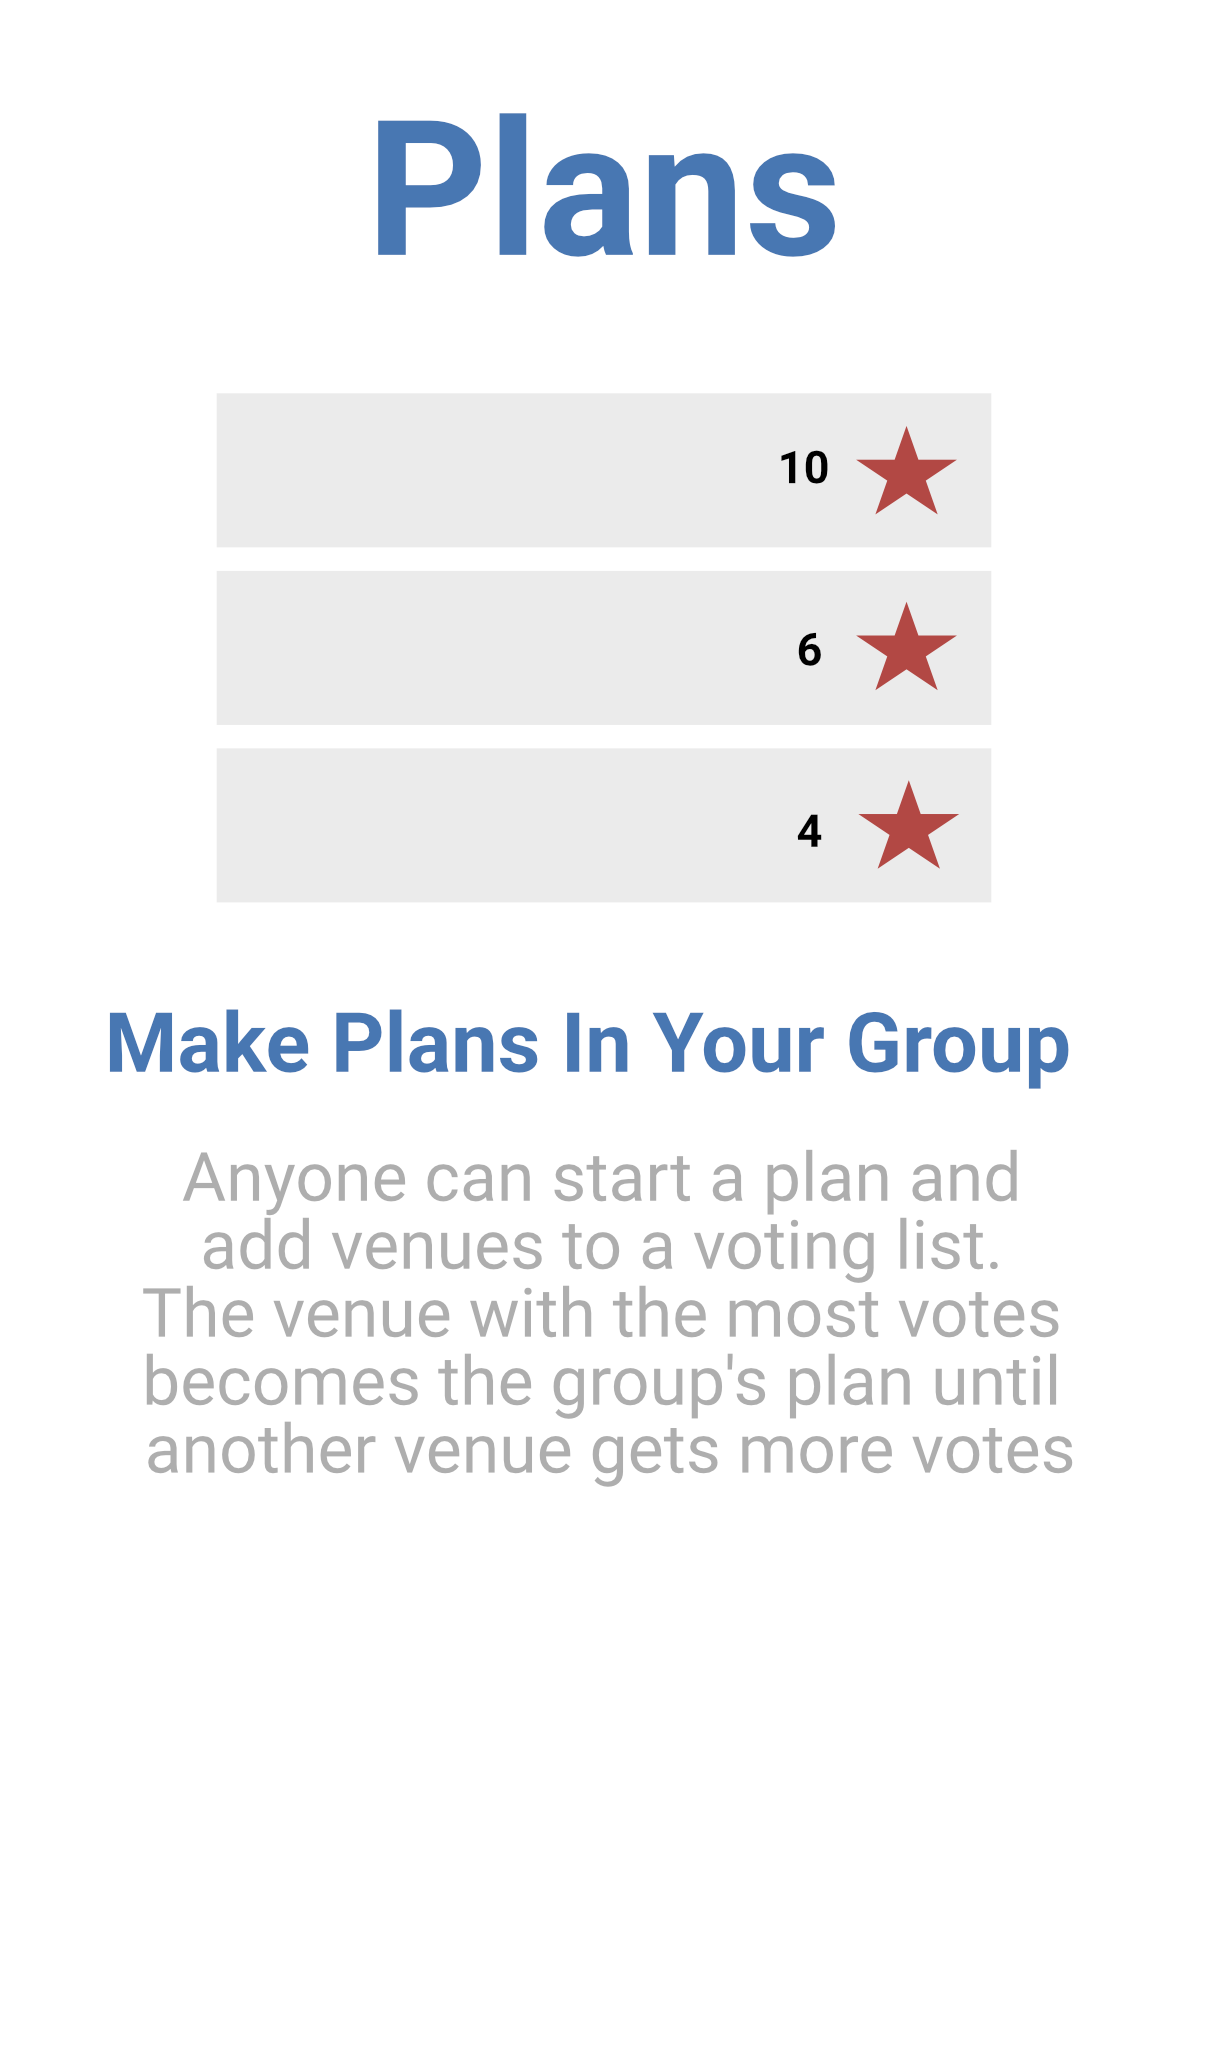 Plans
10
6
4
Make Plans In Your Group
Anyone can start a plan and
add venues to a voting list.
The venue with the most votes
becomes the group's plan until
another venue gets more votes